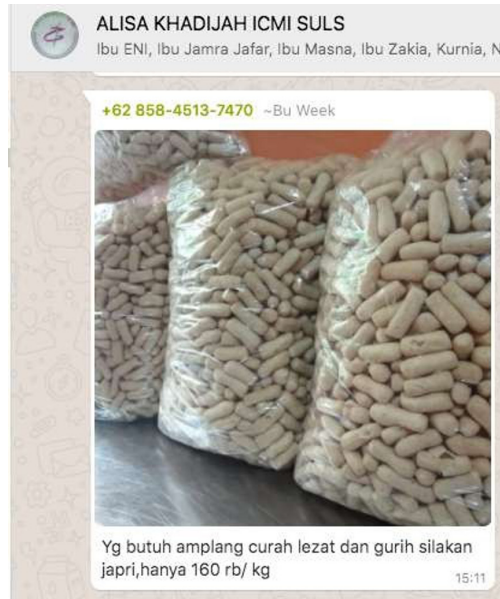 ALISA KHADIJAH ICMI SULS
Ibu ENI, Ibu Jamra Jafar, Ibu Masna, Ibu Zakia, Kurnia, N
+62 858-4513-7470 ~Bu Week
Yg butuh amplang curah lezat dan gurih silakan
japri,hanya 160 rb/ kg
15:11